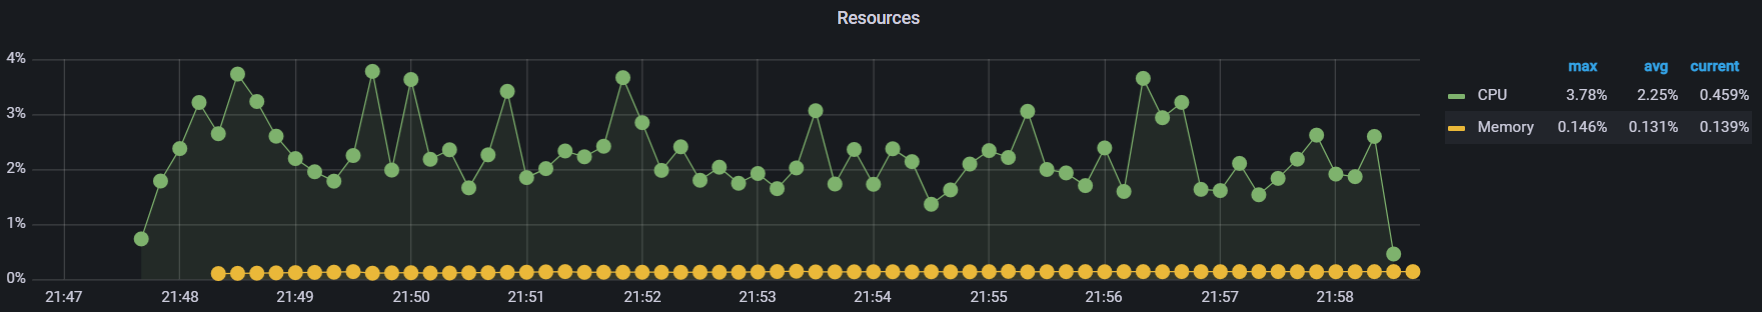 Resources
4%
3%
2%
1%
0%
21:47 21:48 21:49 21:50 21:51 21:52 21:53 21:54 21:55 21:56 21:57 21:58
max avg current
CPU 3.78% 2.25% 0.459%
Memory 0.146% 0.131% 0.139%